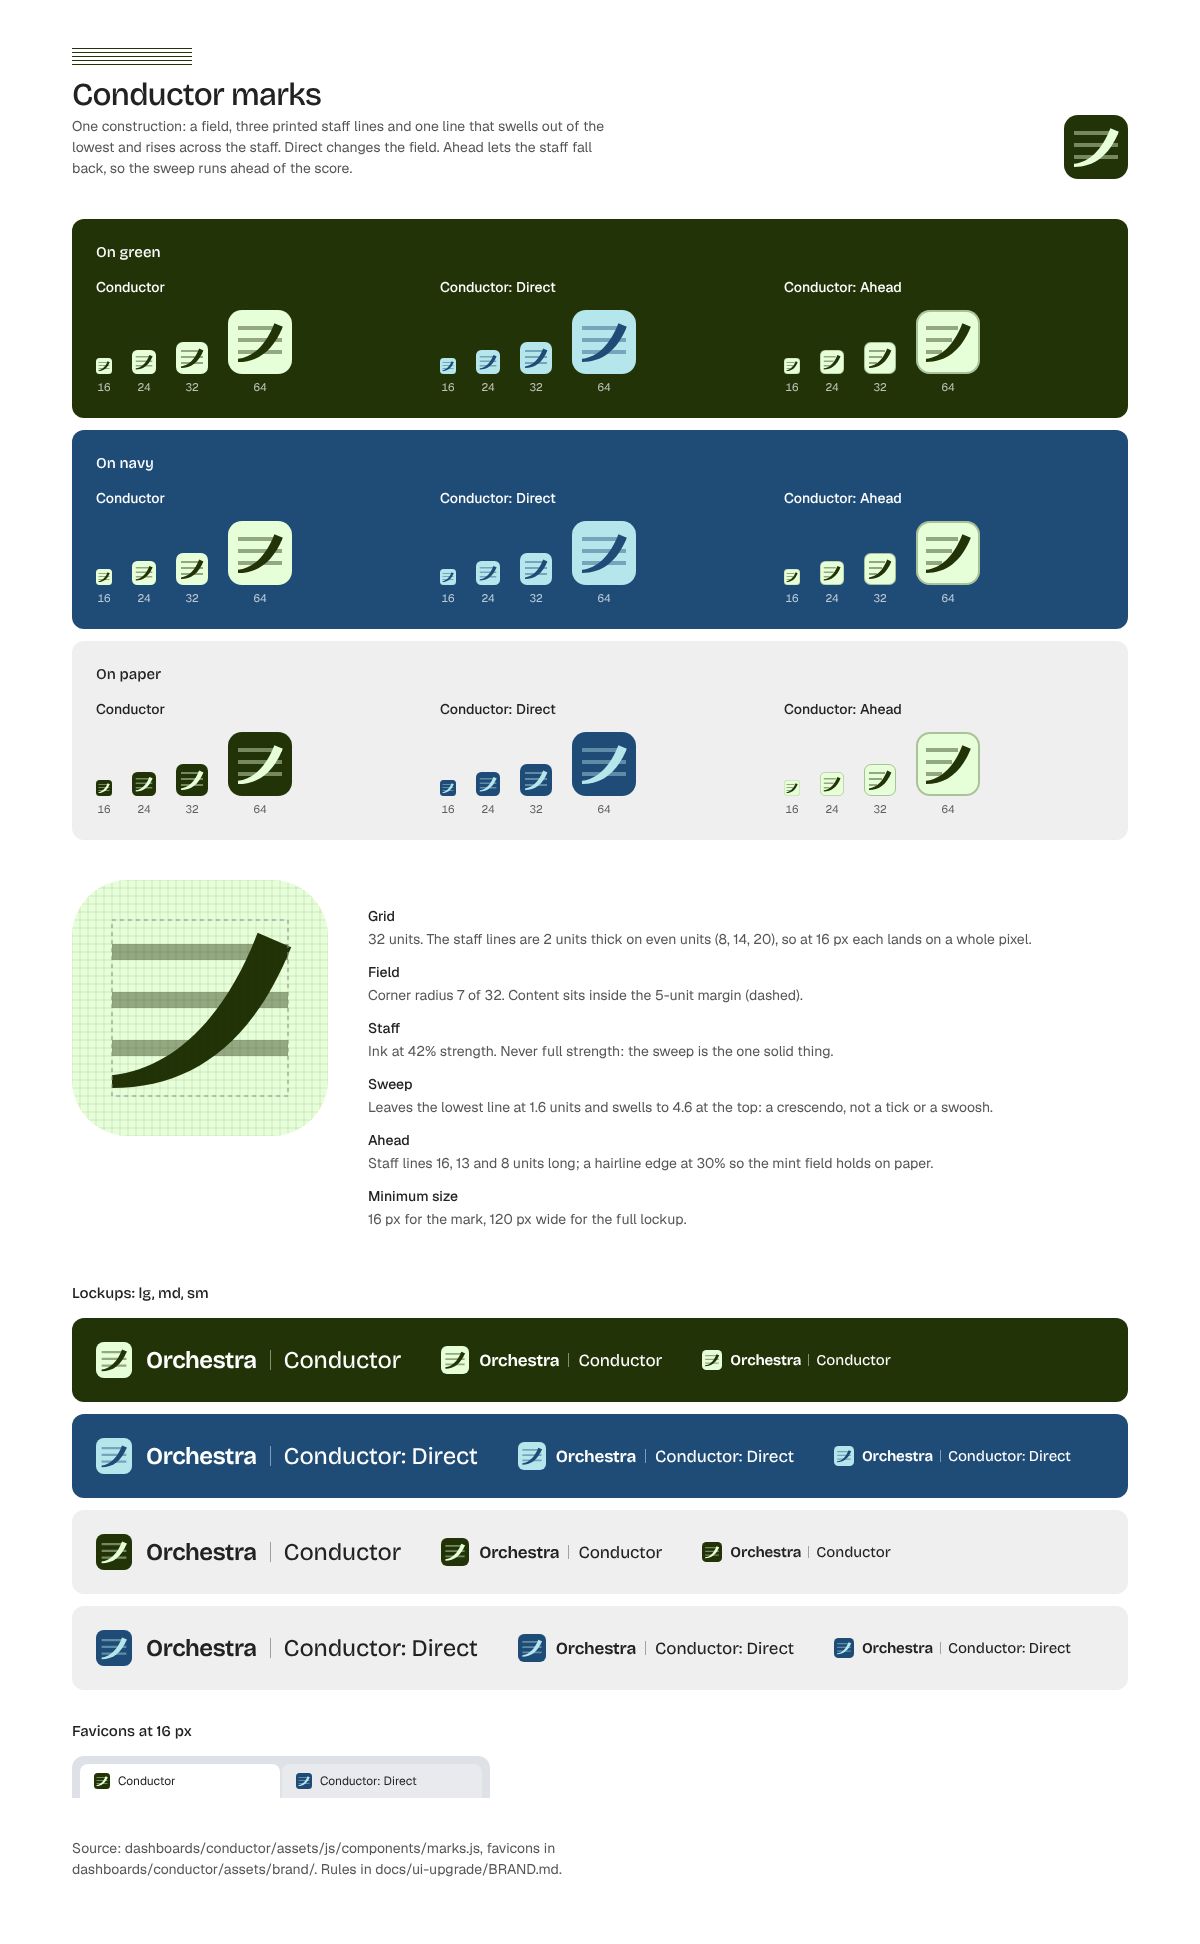 Conductor marks
One construction: a field, three printed staff lines and one line that swells out of the
lowest and rises across the staff. Direct changes the field. Ahead lets the staff fall
back, so the sweep runs ahead of the score.
On green
Conductor
Conductor: Direct
Conductor: Ahead
16 24 32 64
16 24 32 64
16 24 32 64
On navy
Conductor
Conductor: Direct
Conductor: Ahead
16 24 32 64
16 24 32 64
16 24 32 64
On paper
Conductor
Conductor: Direct
Conductor: Ahead
16 24 32 64
16 24 32 64
16 24 32 64
Grid
32 units. The staff lines are 2 units thick on even units (8, 14, 20), so at 16 px each lands on a whole pixel.
Field
Corner radius 7 of 32. Content sits inside the 5-unit margin (dashed).
Staff
Ink at 42% strength. Never full strength: the sweep is the one solid thing.
Sweep
Leaves the lowest line at 1.6 units and swells to 4.6 at the top: a crescendo, not a tick or a swoosh.
Ahead
Staff lines 16, 13 and 8 units long; a hairline edge at 30% so the mint field holds on paper.
Minimum size
16 px for the mark, 120 px wide for the full lockup.
Lockups: lg, md, sm
Orchestra | Conductor
Orchestra | Conductor
Orchestra | Conductor
Orchestra | Conductor: Direct
Orchestra | Conductor: Direct
Orchestra | Conductor: Direct
Orchestra | Conductor
Orchestra | Conductor
Orchestra | Conductor
Orchestra | Conductor: Direct
Orchestra | Conductor: Direct
Orchestra | Conductor: Direct
Favicons at 16 px
Conductor
Conductor: Direct
Source: dashboards/conductor/assets/js/components/marks.js, favicons in
dashboards/conductor/assets/brand/. Rules in docs/ui-upgrade/BRAND.md.